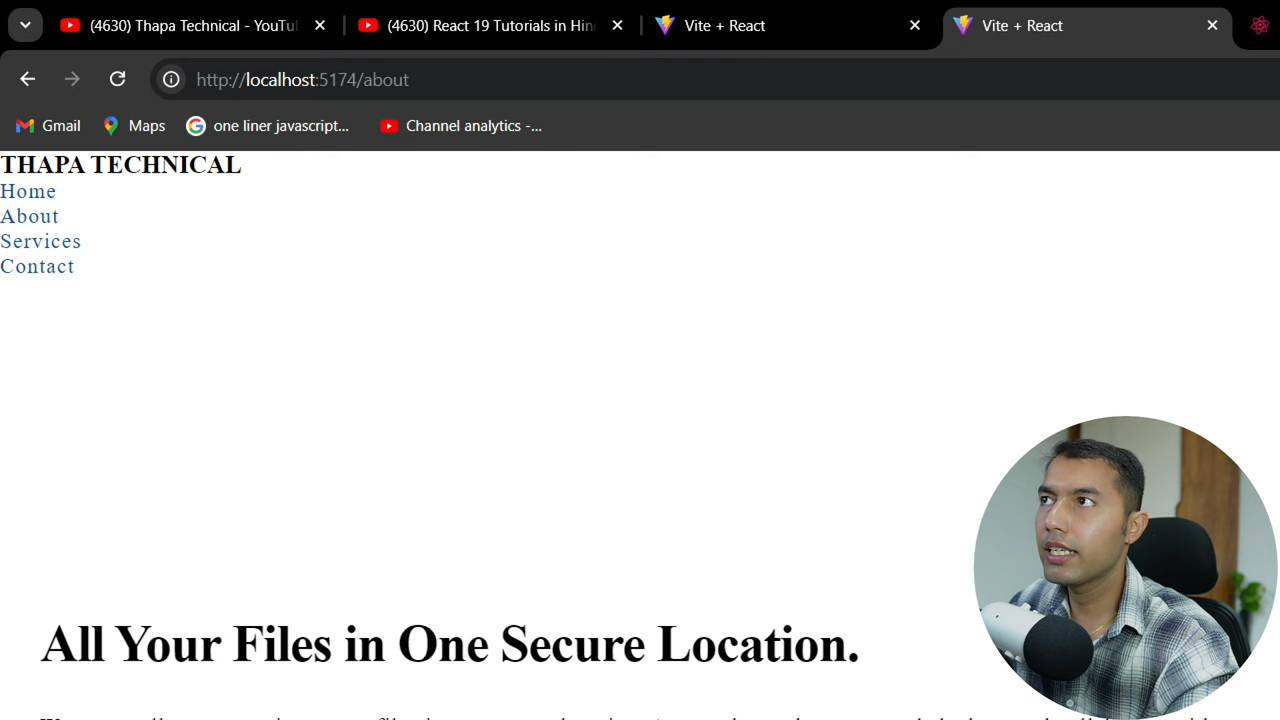 (4630) Thapa Technical - YouTu
(4630) React 19 Tutorials in Hin
Vite + React
Vite + React
http://localhost:5174/about
Gmail
Maps
one liner javascript...
Channel analytics -...
THAPA TECHNICAL
Home
About
Services
Contact
All Your Files in One Secure Location.